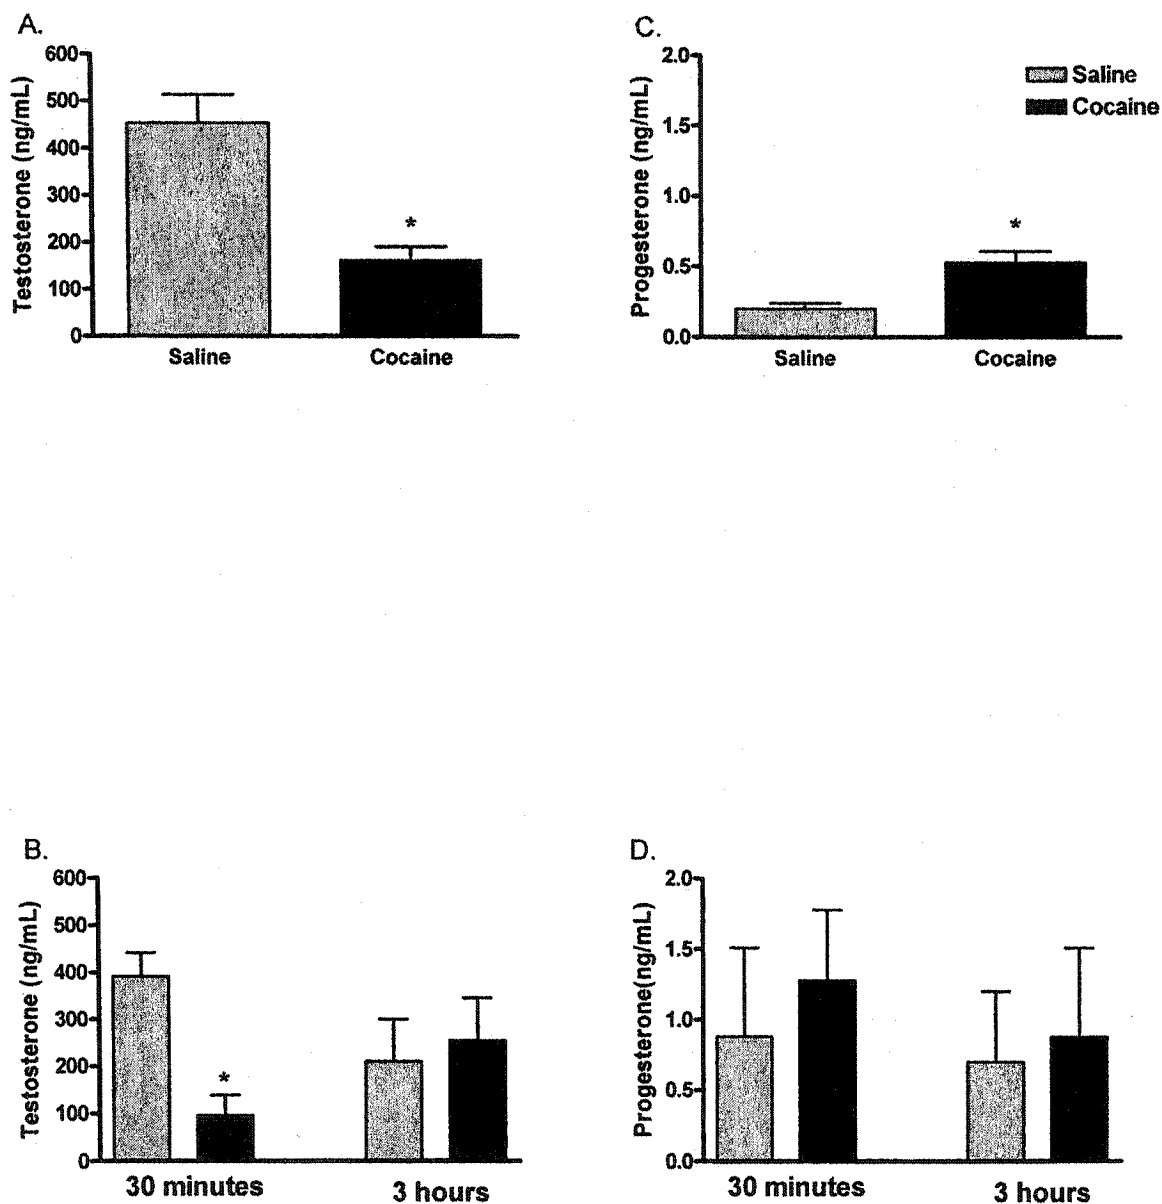 A.
Testosterone (ng/mL)
600
500
400
300
200
100
0
*
Saline
Cocaine
C.
Progesterone (ng/mL)
2.0
1.5
1.0
0.5
0.0
*
Saline
Cocaine
Saline
Cocaine
B.
Testosterone (ng/mL)
600
500
400
300
200
100
0
*
30 minutes
3 hours
D.
Progesterone(ng/mL)
2.0
1.5
1.0
0.5
0.0
30 minutes
3 hours